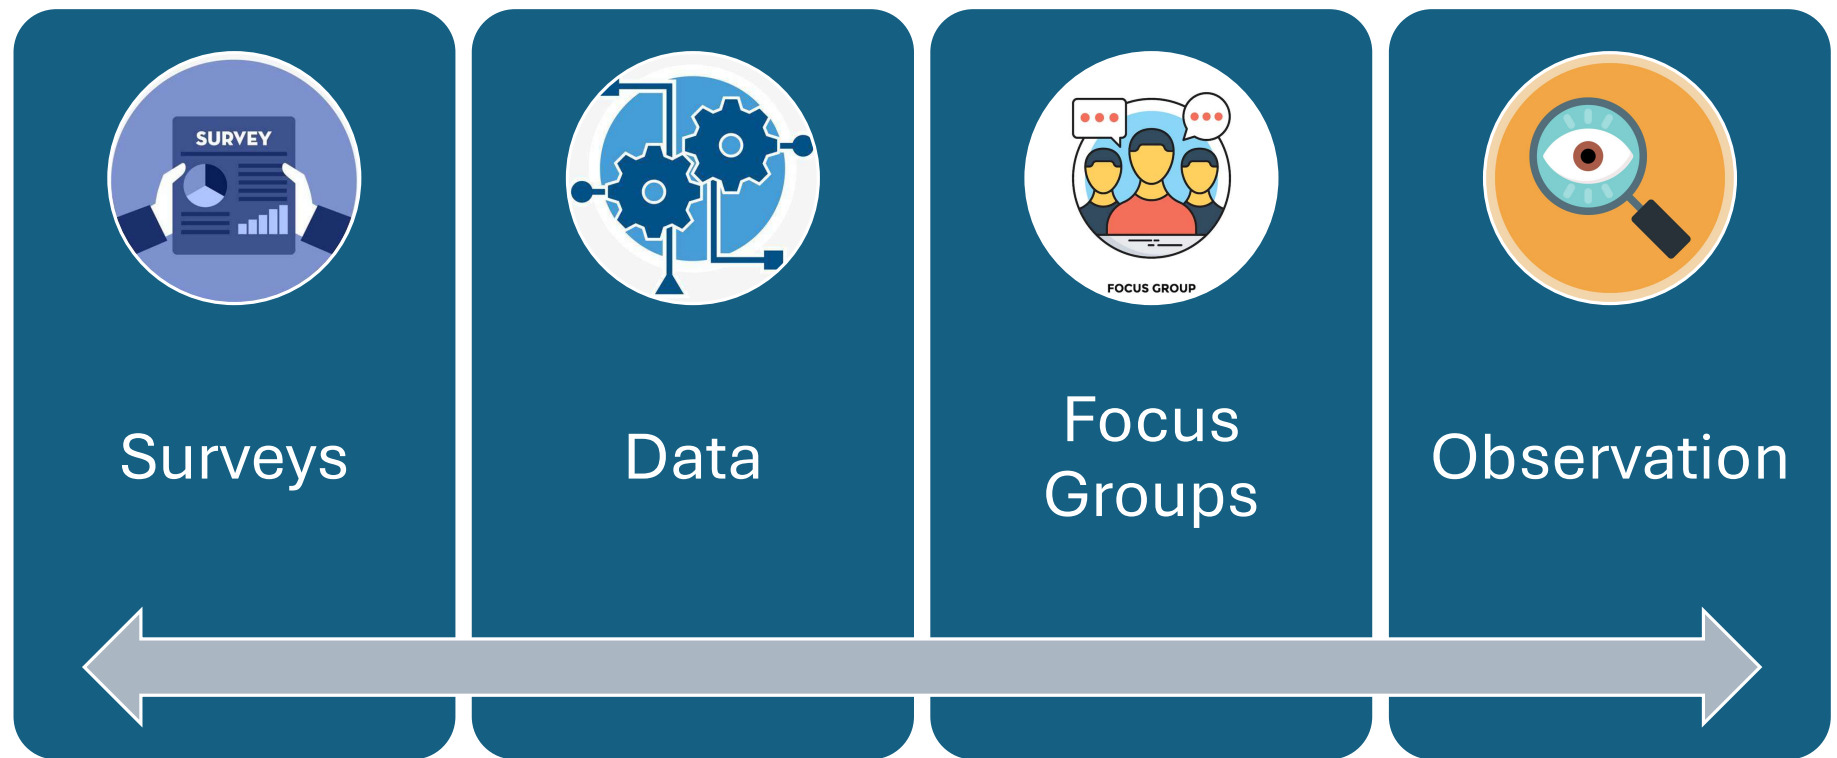 SURVEY
FOCUS GROUP
Surveys
Data
Focus
Groups
Observation